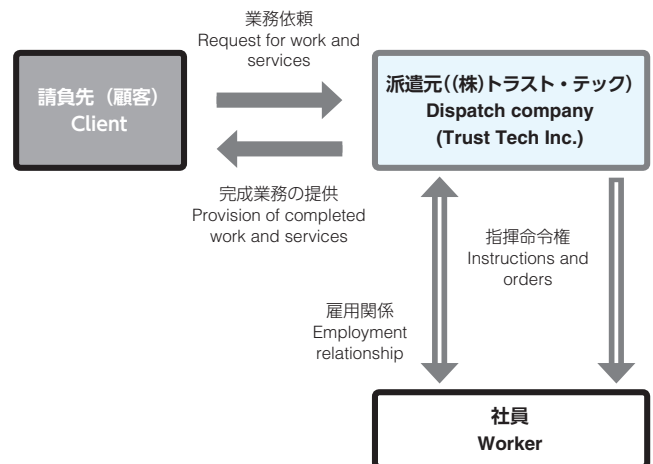 業務依頼
Request for work and
services
請負先（顧客）
Client
派遣元((株)トラスト・テック)
Dispatch company
(Trust Tech Inc.)
完成業務の提供
Provision of completed
work and services
指揮命令権
Instructions and
orders
雇用関係
Employment
relationship
社員
Worker